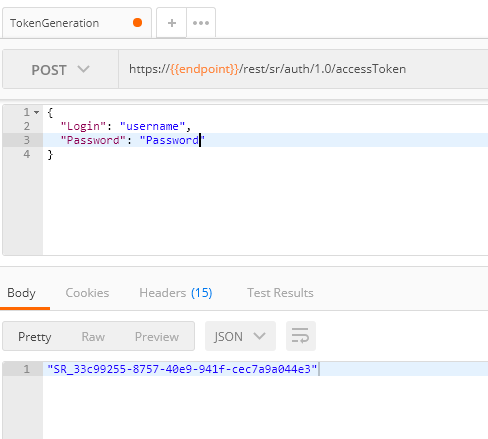 TokenGeneration
POST https://{{endpoint}}/rest/sr/auth/1.0/accessToken
1 {
2 "Login": "username",
3 "Password": "Password"
4 }
Body Cookies Headers (15) Test Results
Pretty Raw Preview JSON
1 "SR_33c99255-8757-40e9-941f-cec7a9a044e3"